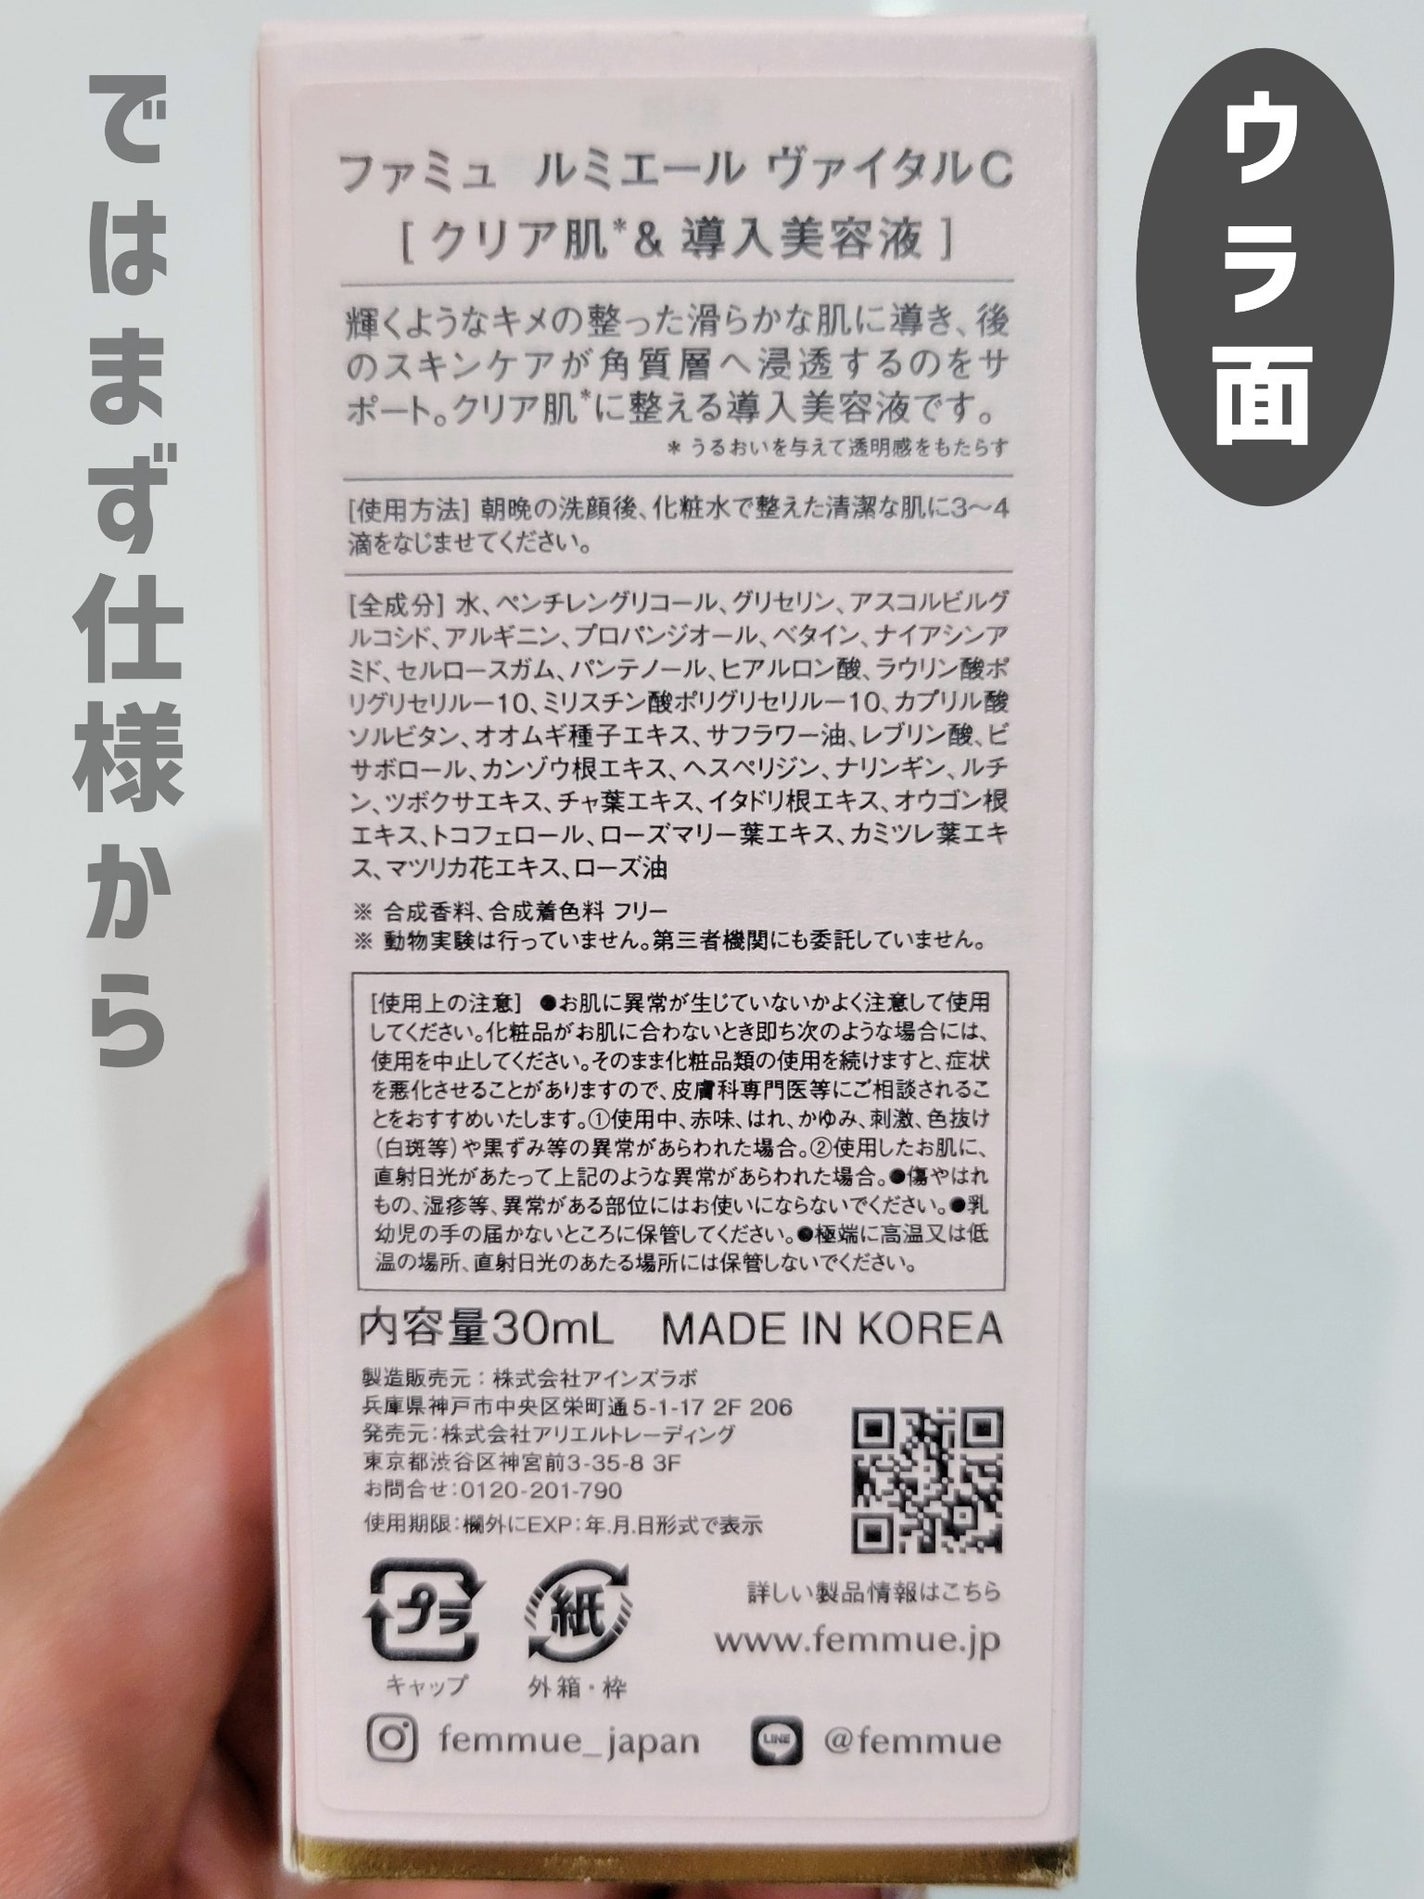 ではまず仕様から
ウラ面
ファミュ ルミエール ヴァイタルC
[ クリア肌*& 導入美容液 ]
輝くようなキメの整った滑らかな肌に導き、後
のスキンケアが角質層へ浸透するのをサ
ポート。クリア肌*に整える導入美容液です。
* うるおいを与えて透明感をもたらす
[使用方法] 朝晩の洗顔後、化粧水で整えた清潔な肌に3〜4
滴をなじませてください。
[全成分] 水、ペンチレングリコール、グリセリン、アスコルビルグ
ルコシド、アルギニン、プロパンジオール、ベタイン、ナイアシンア
ミド、セルロースガム、パンテノール、ヒアルロン酸、ラウリン酸ポ
リグリセリルー10、ミリスチン酸ポリグリセリルー10、カプリル酸
ソルビタン、オオムギ種子エキス、サフラワー油、レブリン酸、ビ
サボロール、カンゾウ根エキス、ヘスペリジン、ナリンギン、ルチ
ン、ツボクサエキス、チャ葉エキス、イタドリ根エキス、オウゴン根
エキス、トコフェロール、ローズマリー葉エキス、カミツレ葉エキ
ス、マツリカ花エキス、ローズ油
※ 合成香料、合成着色料 フリー
※ 動物実験は行っていません。第三者機関にも委託していません。
[使用上の注意] ●お肌に異常が生じていないかよく注意して使用
してください。化粧品がお肌に合わないとき即ち次のような場合には、
使用を中止してください。そのまま化粧品類の使用を続けますと、症状
を悪化させることがありますので、皮膚科専門医等にご相談されるこ
とをおすすめいたします。①使用中、赤味、はれ、かゆみ、刺激、色抜け
（白斑等）や黒ずみ等の異常があらわれた場合。②使用したお肌に、
直射日光があたって上記のような異常があらわれた場合。●傷やはれ
もの、湿疹等、異常がある部位にはお使いにならないでください。●乳
幼児の手の届かないところに保管してください。●極端に高温又は低
温の場所、直射日光のあたる場所には保管しないでください。
内容量30mL MADE IN KOREA
製造販売元：株式会社アインズラボ
兵庫県神戸市中央区栄町通5-1-17 2F 206
発売元：株式会社アリエルトレーディング
東京都渋谷区神宮前3-35-8 3F
お問合せ：0120-201-790
使用期限：欄外にEXP：年.月.日形式で表示
プラ 紙
キャップ 外箱・枠
詳しい製品情報はこちら
www.femmue.jp
femmue_japan LINE @femmue